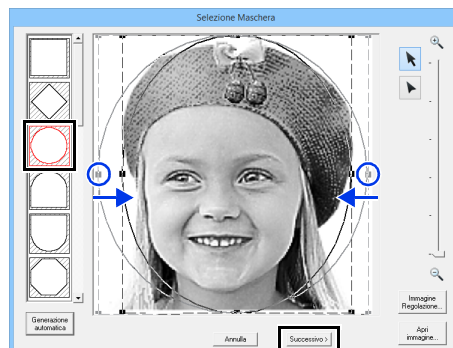 Selezione Maschera
Generazione
automatica
Annulla
Successivo >
Immagine
Regolazione...
Apri
immagine...